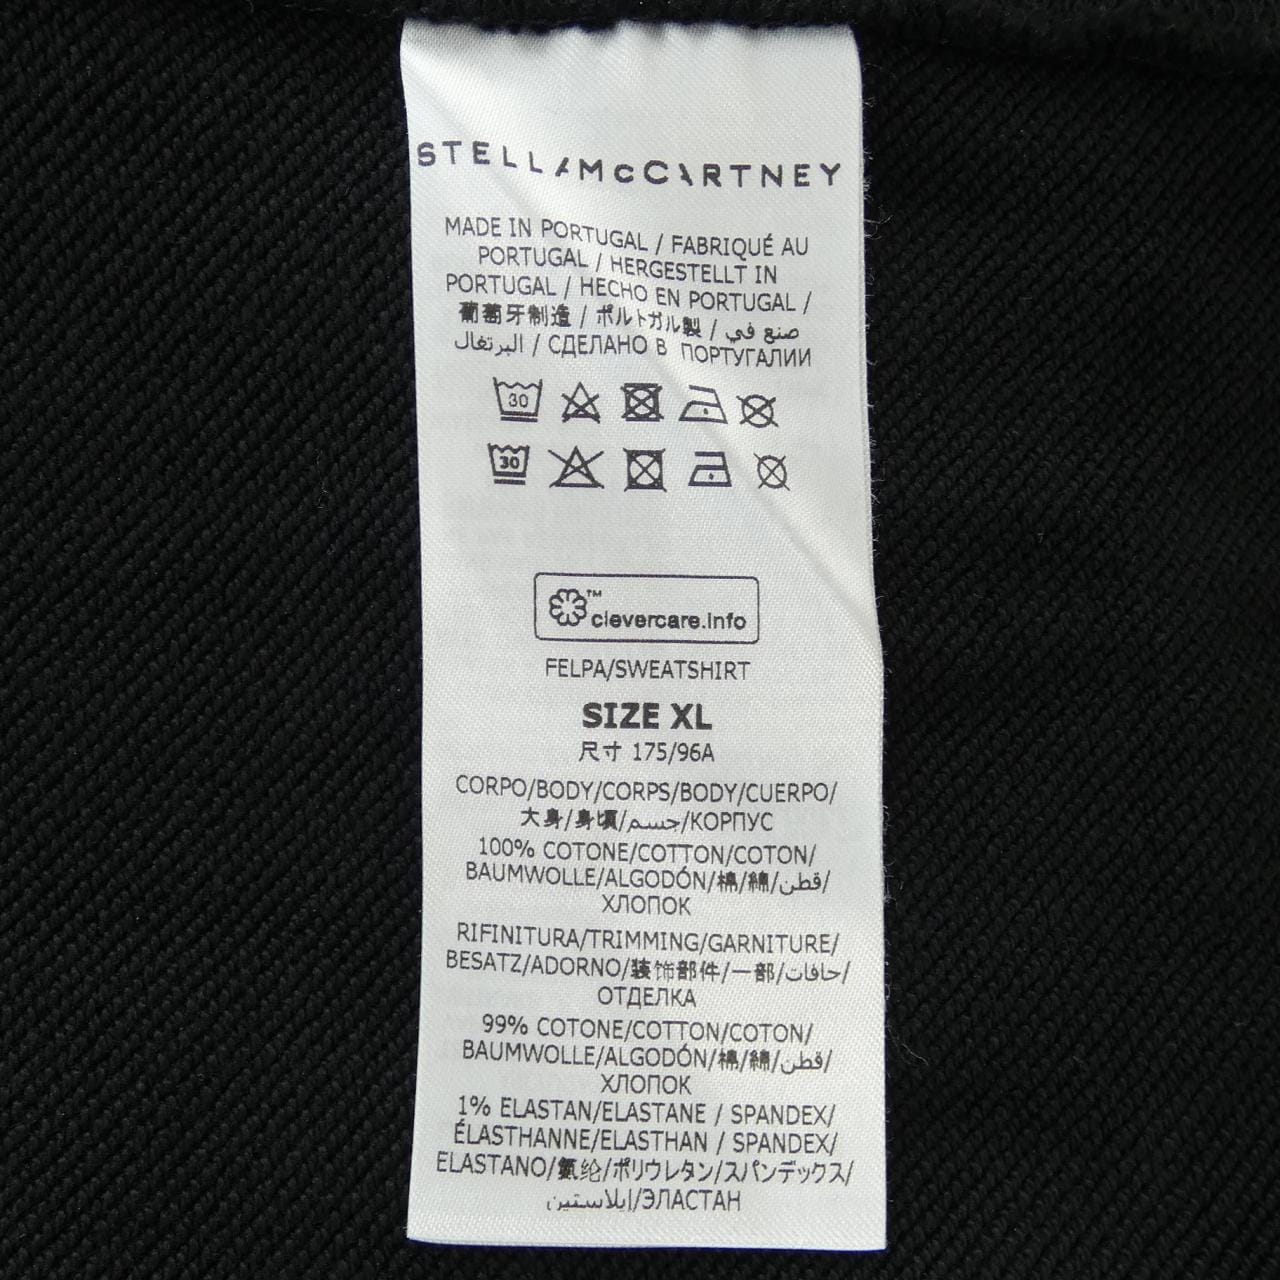 STELLA McCARTNEY
MADE IN PORTUGAL / FABRIQUÉ AU
PORTUGAL / HERGESTELLT IN
PORTUGAL / HECHO EN PORTUGAL /
葡萄牙制造 / ポルトガル製 / صنع في
البرتغال / СДЕЛАНО В ПОРТУГАЛИИ
30
30
™
clevercare.info
FELPA/SWEATSHIRT
SIZE XL
尺寸 175/96A
CORPO/BODY/CORPS/BODY/CUERPO/
大身/身頃/جسم/КОРПУС
100% COTONE/COTTON/COTON/
BAUMWOLLE/ALGODÓN/棉/綿/قطن/
ХЛОПОК
RIFINITURA/TRIMMING/GARNITURE/
BESATZ/ADORNO/装饰部件/一部/حافات/
ОТДЕЛКА
99% COTONE/COTTON/COTON/
BAUMWOLLE/ALGODÓN/棉/綿/قطن/
ХЛОПОК
1% ELASTAN/ELASTANE / SPANDEX/
ÉLASTHANNE/ELASTHAN / SPANDEX/
ELASTANO/氨纶/ポリウレタン/スパンデックス/
إيلاستين/ЭЛАСТАН